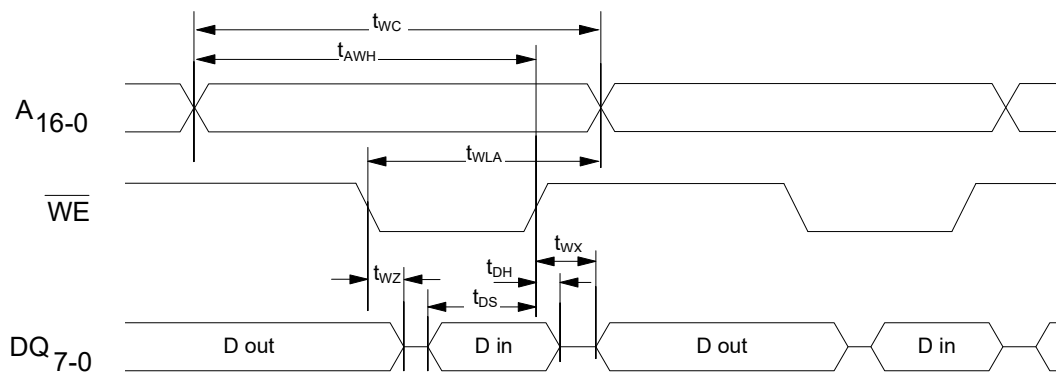 tWC
tAWH
A16-0
tWLA
WE
tWX
tWZ
tDH
tDS
DQ7-0
D out
D in
D out
D in